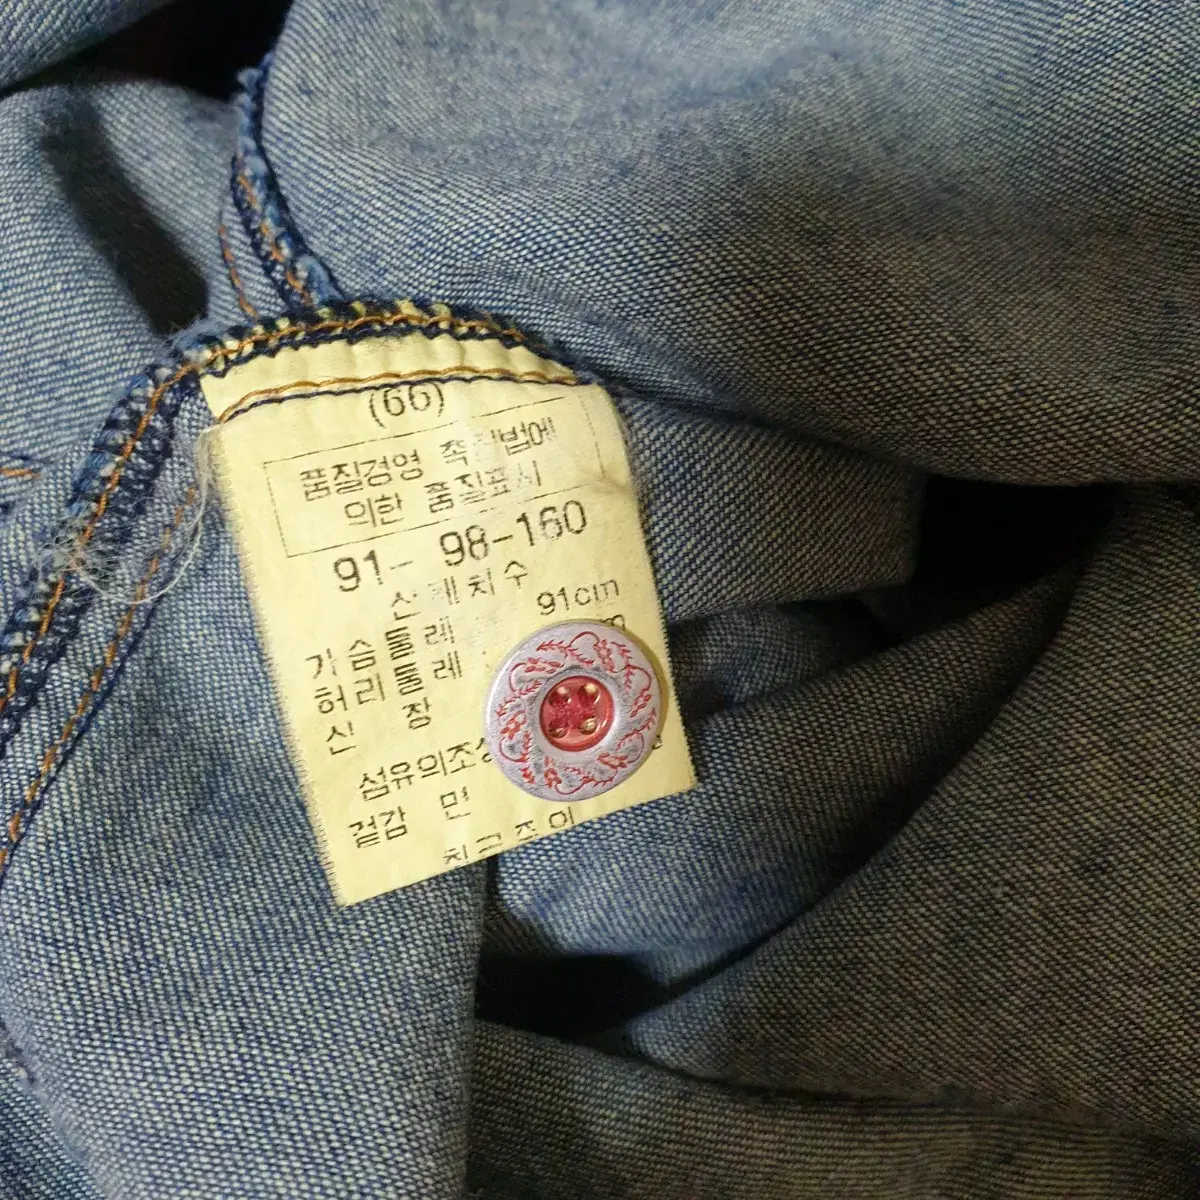 (66)
품질경영 촉진법에
의한 품질표시
91- 98-160
신체치수
가슴둘레 91cm
허리둘레
신 장
섬유의조성
겉감 면